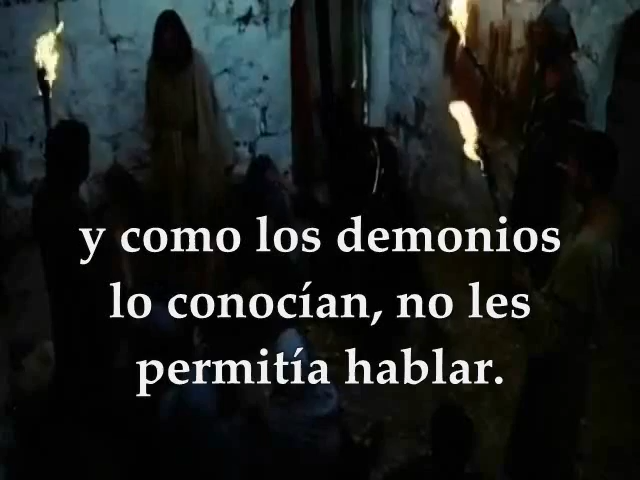 y como los demonios
lo conocían, no les
permitía hablar.